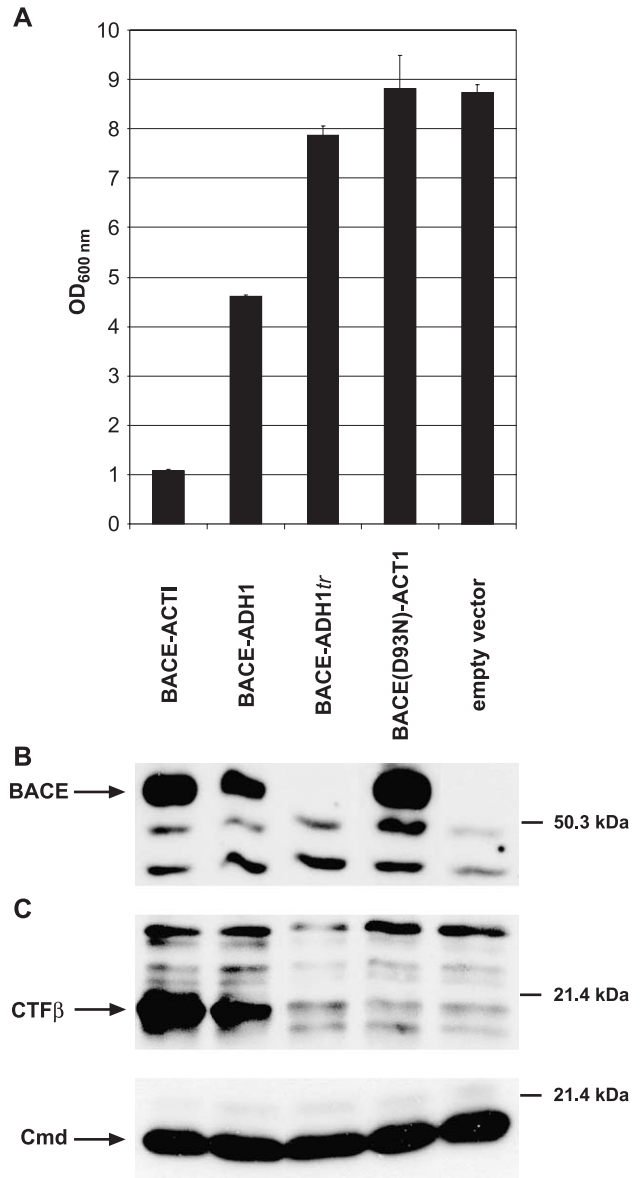 A
10
9
8
7
6
5
4
3
2
1
0
OD600 nm
BACE-ACTI
BACE-ADH1
BACE-ADH1tr
BACE(D93N)-ACT1
empty vector
B
BACE
50.3 kDa
C
21.4 kDa
CTFβ
21.4 kDa
Cmd